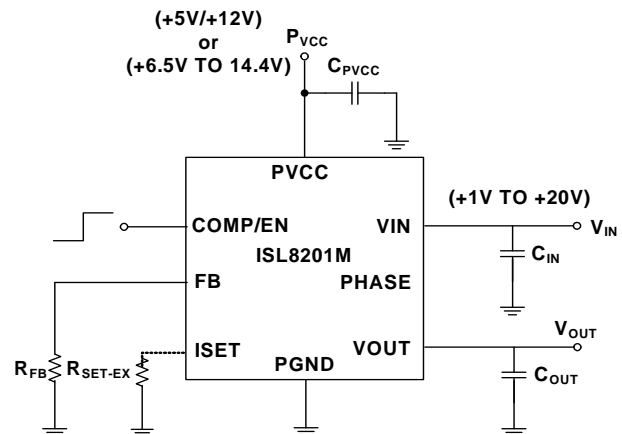 (+5V/+12V)
or
(+6.5V TO 14.4V)
PVCC
CPVCC
PVCC
COMP/EN
VIN
(+1V TO +20V)
VIN
ISL8201M
CIN
FB
PHASE
ISET
VOUT
VOUT
RFB
RSET-EX
PGND
COUT